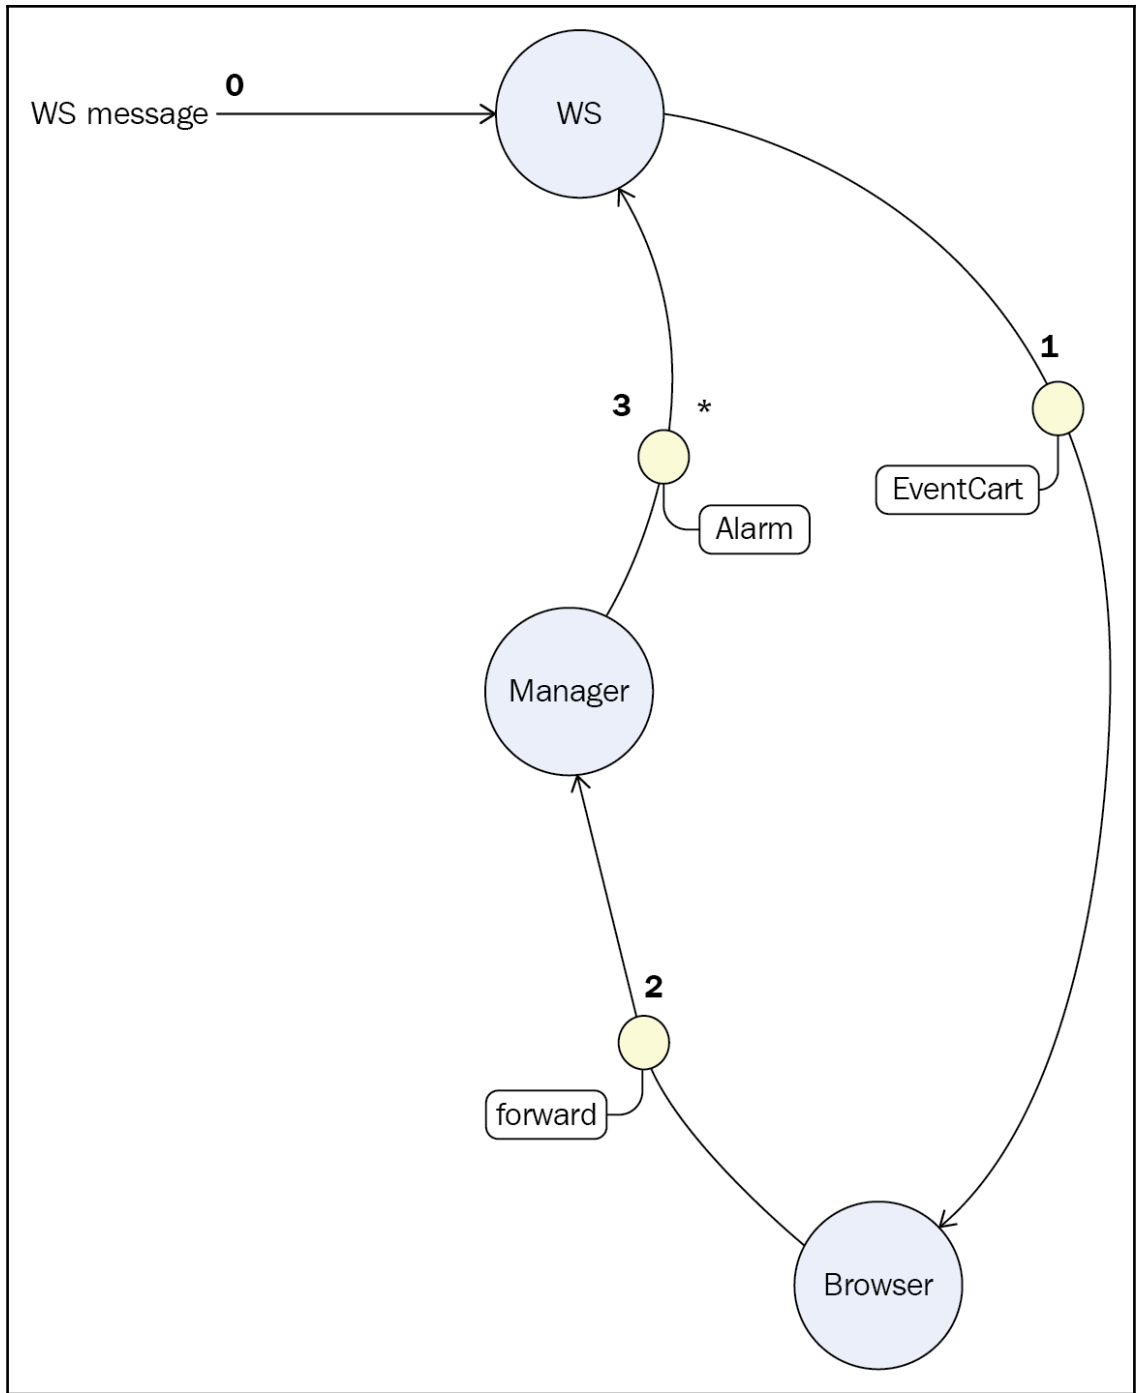 0
WS message
WS
1
3
*
EventCart
Alarm
Manager
2
forward
Browser